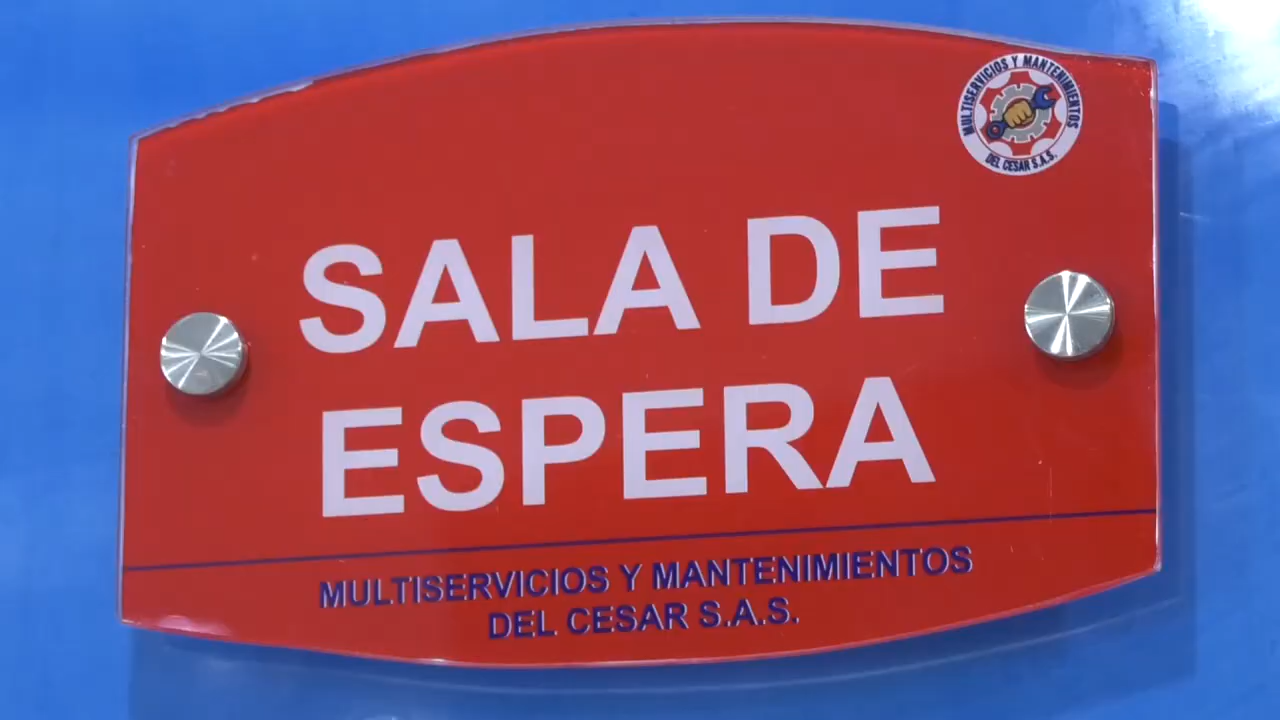 MULTISERVICIOS Y MANTENIMIENTOS
DEL CESAR S.A.S.
SALA DE
ESPERA
MULTISERVICIOS Y MANTENIMIENTOS
DEL CESAR S.A.S.